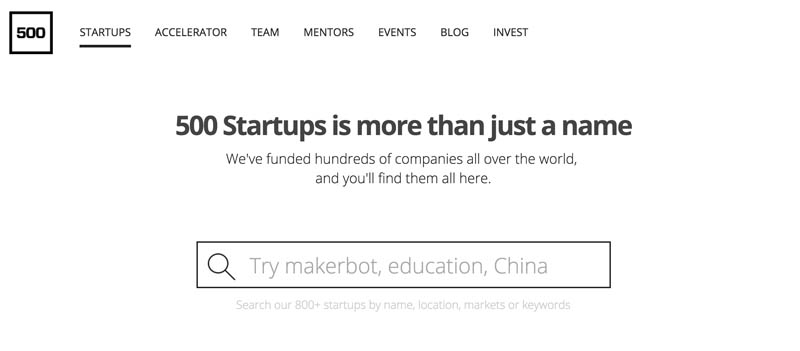 500 STARTUPS ACCELERATOR TEAM MENTORS EVENTS BLOG INVEST
500 Startups is more than just a name
We've funded hundreds of companies all over the world,
and you'll find them all here.
Try makerbot, education, China
Search our 800+ startups by name, location, markets or keywords